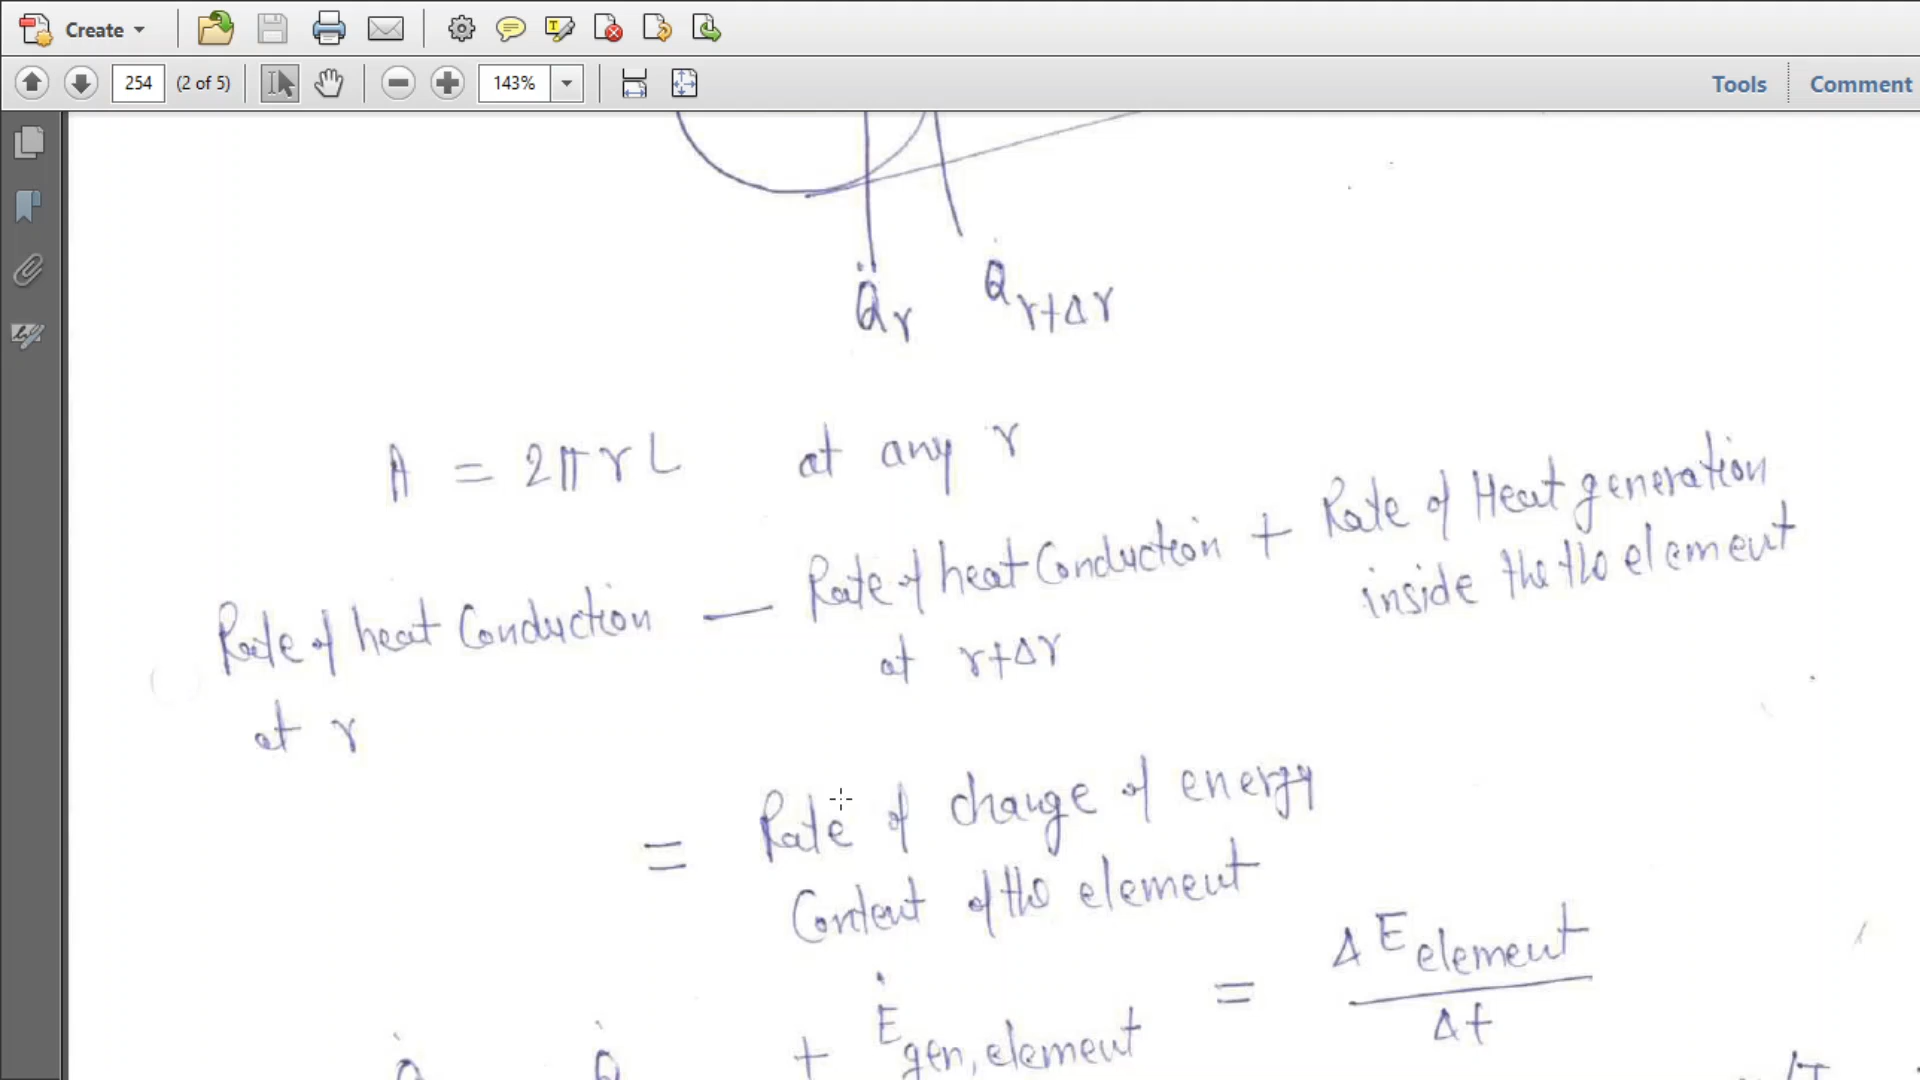 Create
254 (2 of 5) 143% Tools Comment
Q̈r Q̇r+Δr
A = 2πrL at any r
Rate of heat Conduction — Rate of heat Conduction + Rate of Heat generation
at r at r+Δr inside the the element
= Rate of change of energy
Content of the element
Q̇ Q̇ + Ėgen, element = ΔEelement / Δt